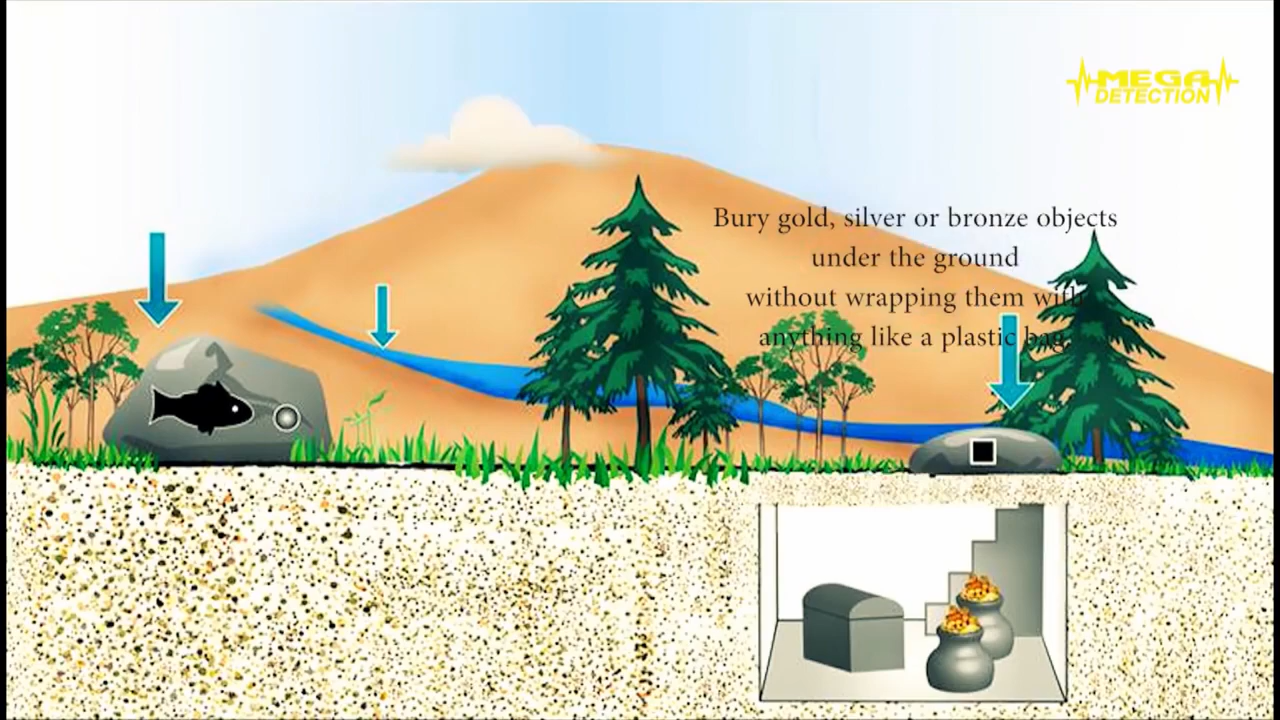 MEGA
DETECTION
Bury gold, silver or bronze objects
under the ground
without wrapping them with
anything like a plastic bag.